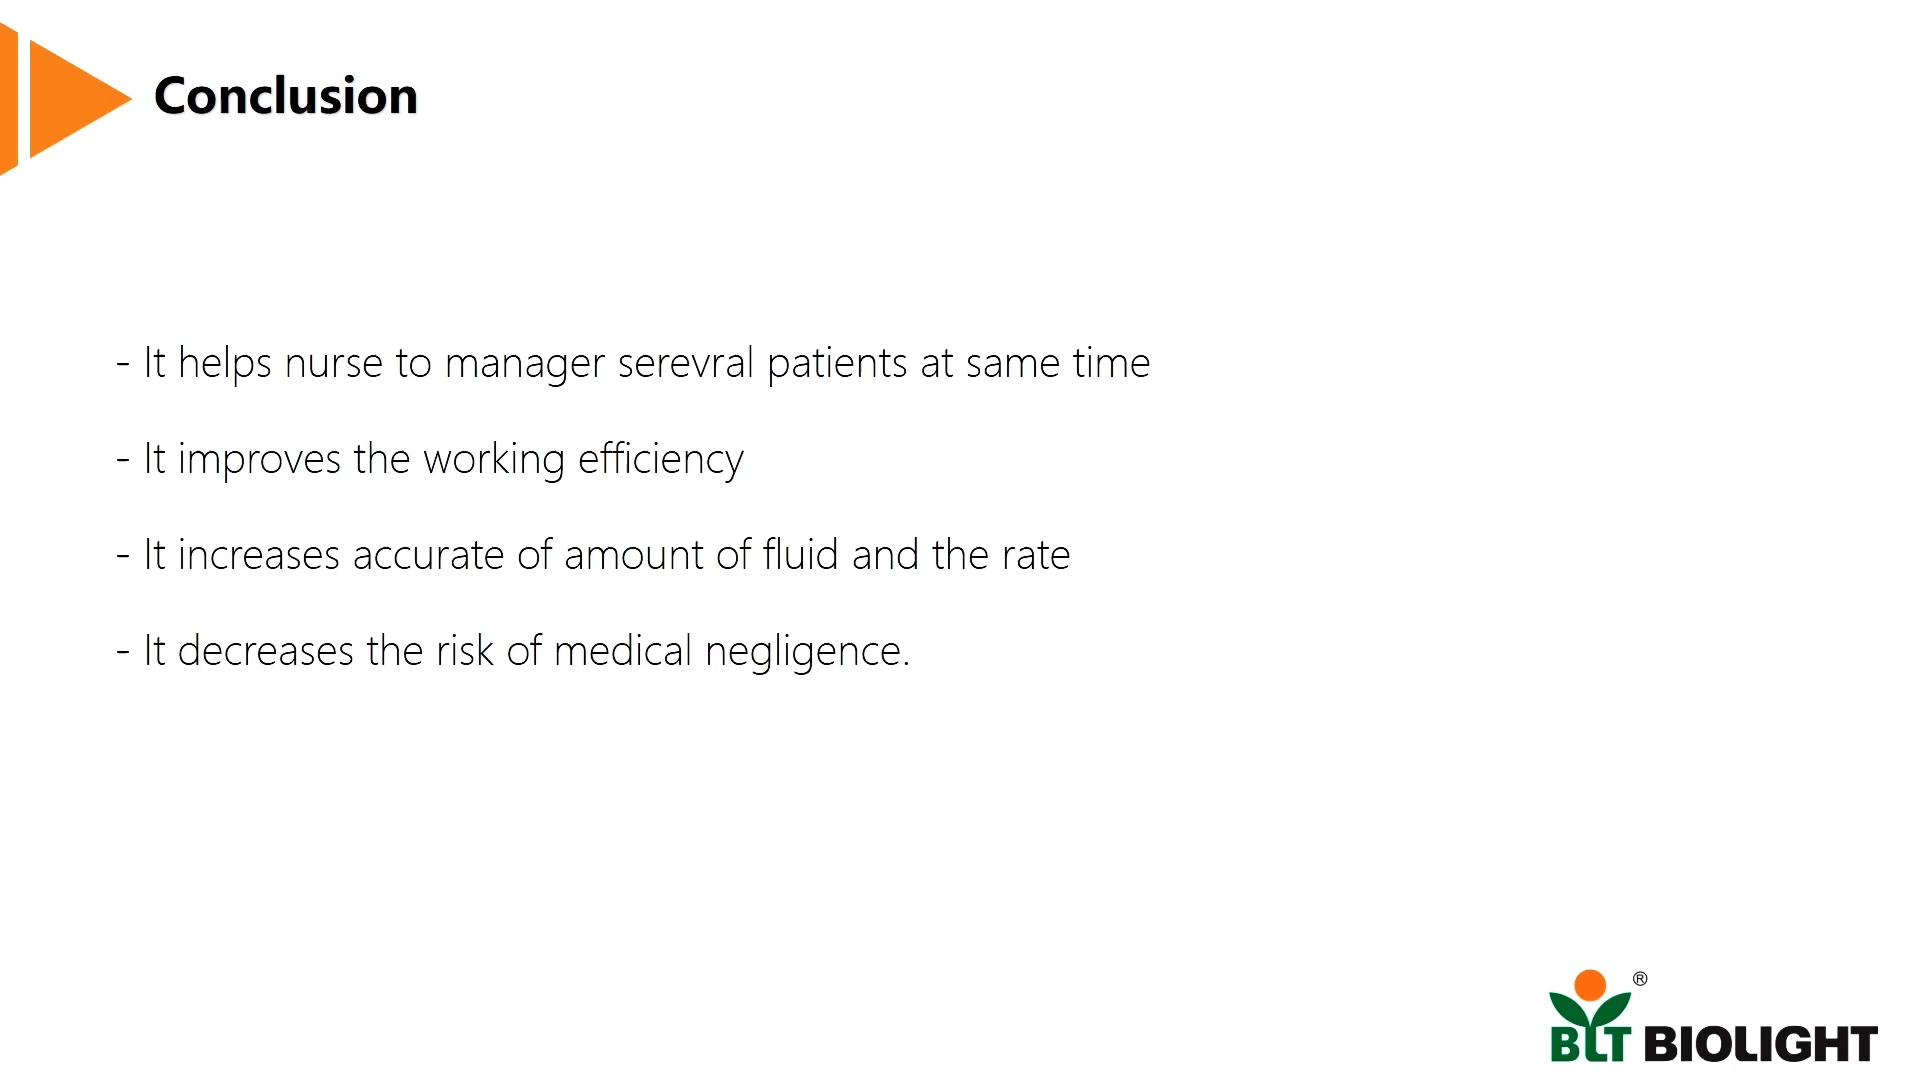 Conclusion
- It helps nurse to manager serevral patients at same time
- It improves the working efficiency
- It increases accurate of amount of fluid and the rate
- It decreases the risk of medical negligence.
®
BLT BIOLIGHT